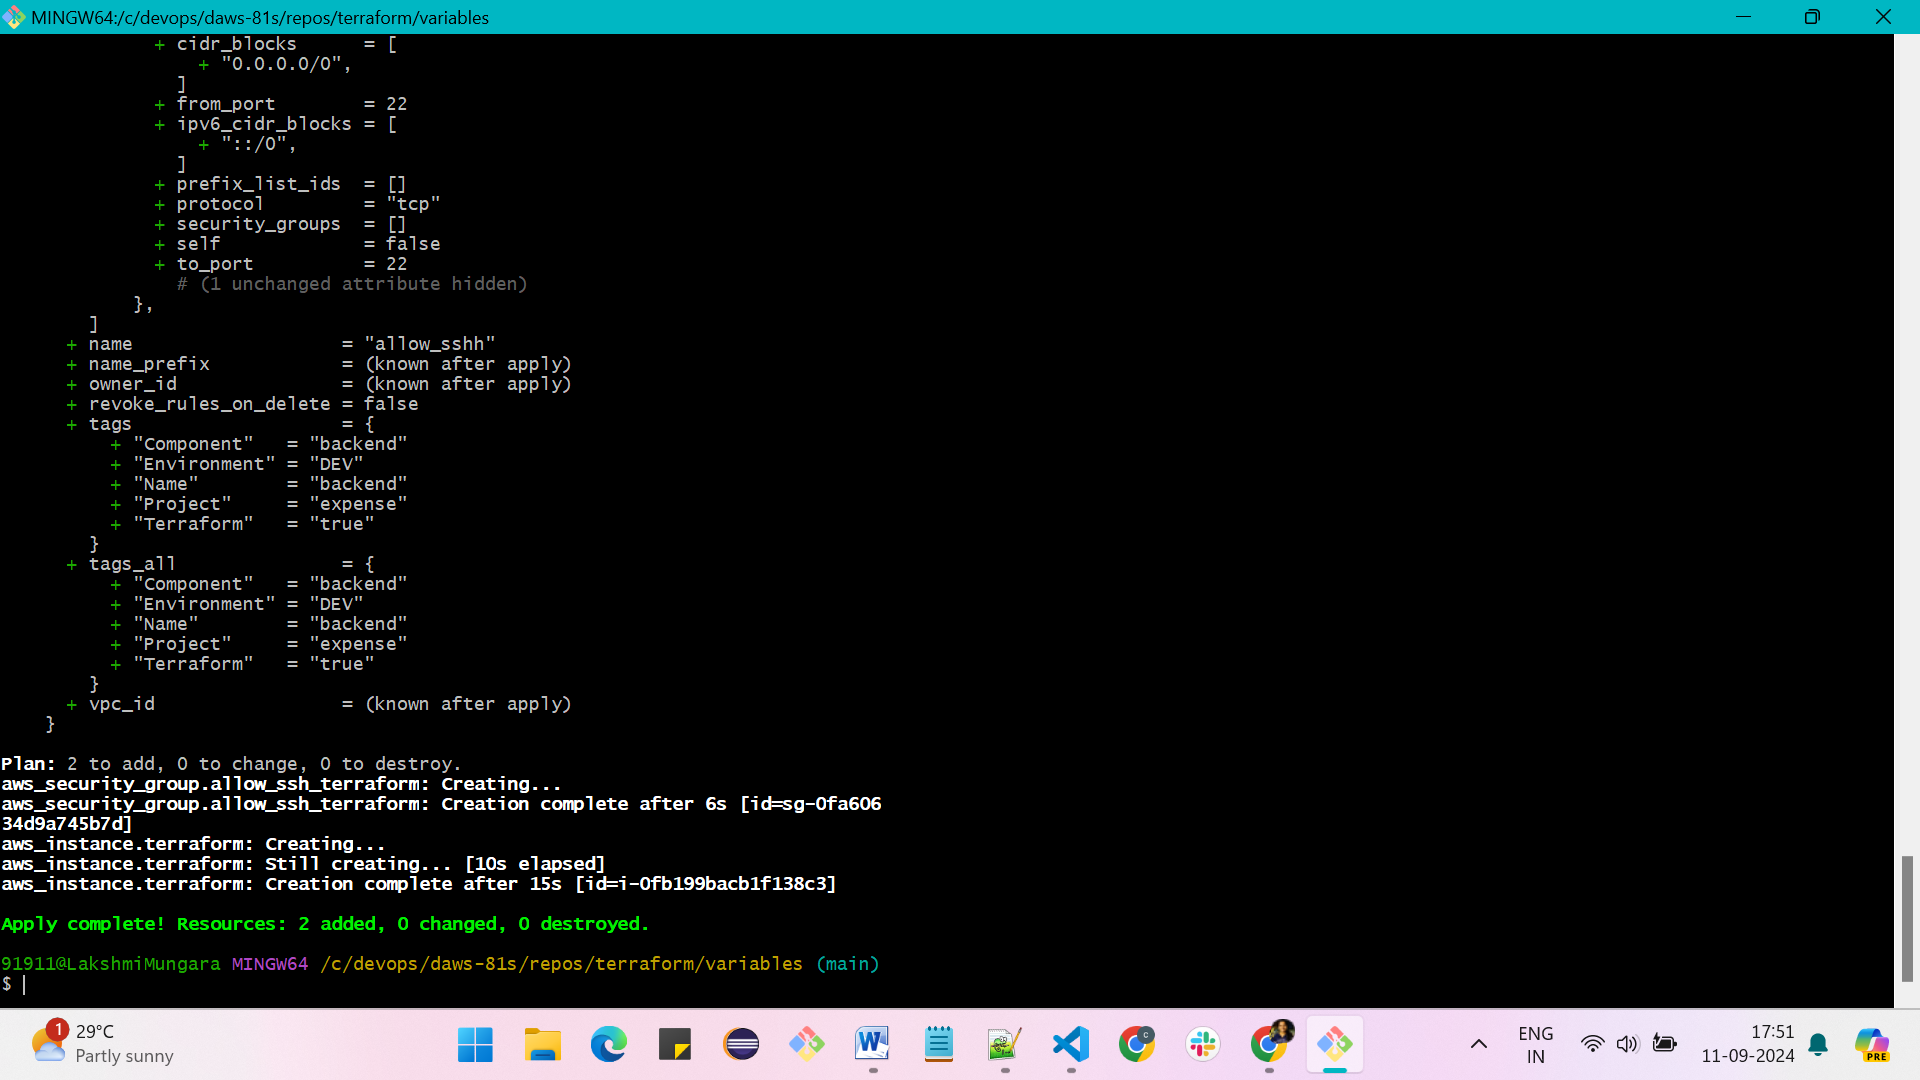 MINGW64:/c/devops/daws-81s/repos/terraform/variables
+ cidr_blocks      = [
+ "0.0.0.0/0",
]
+ from_port        = 22
+ ipv6_cidr_blocks = [
+ "::/0",
]
+ prefix_list_ids  = []
+ protocol         = "tcp"
+ security_groups  = []
+ self             = false
+ to_port          = 22
# (1 unchanged attribute hidden)
},
]
+ name                   = "allow_sshh"
+ name_prefix            = (known after apply)
+ owner_id               = (known after apply)
+ revoke_rules_on_delete = false
+ tags                   = {
+ "Component"   = "backend"
+ "Environment" = "DEV"
+ "Name"        = "backend"
+ "Project"     = "expense"
+ "Terraform"   = "true"
}
+ tags_all               = {
+ "Component"   = "backend"
+ "Environment" = "DEV"
+ "Name"        = "backend"
+ "Project"     = "expense"
+ "Terraform"   = "true"
}
+ vpc_id                 = (known after apply)
}
Plan: 2 to add, 0 to change, 0 to destroy.
aws_security_group.allow_ssh_terraform: Creating...
aws_security_group.allow_ssh_terraform: Creation complete after 6s [id=sg-0fa606
34d9a745b7d]
aws_instance.terraform: Creating...
aws_instance.terraform: Still creating... [10s elapsed]
aws_instance.terraform: Creation complete after 15s [id=i-0fb199bacb1f138c3]
Apply complete! Resources: 2 added, 0 changed, 0 destroyed.
91911@LakshmiMungara MINGW64 /c/devops/daws-81s/repos/terraform/variables (main)
$
1
29°C
Partly sunny
W
C
ENG
IN
17:51
11-09-2024
PRE